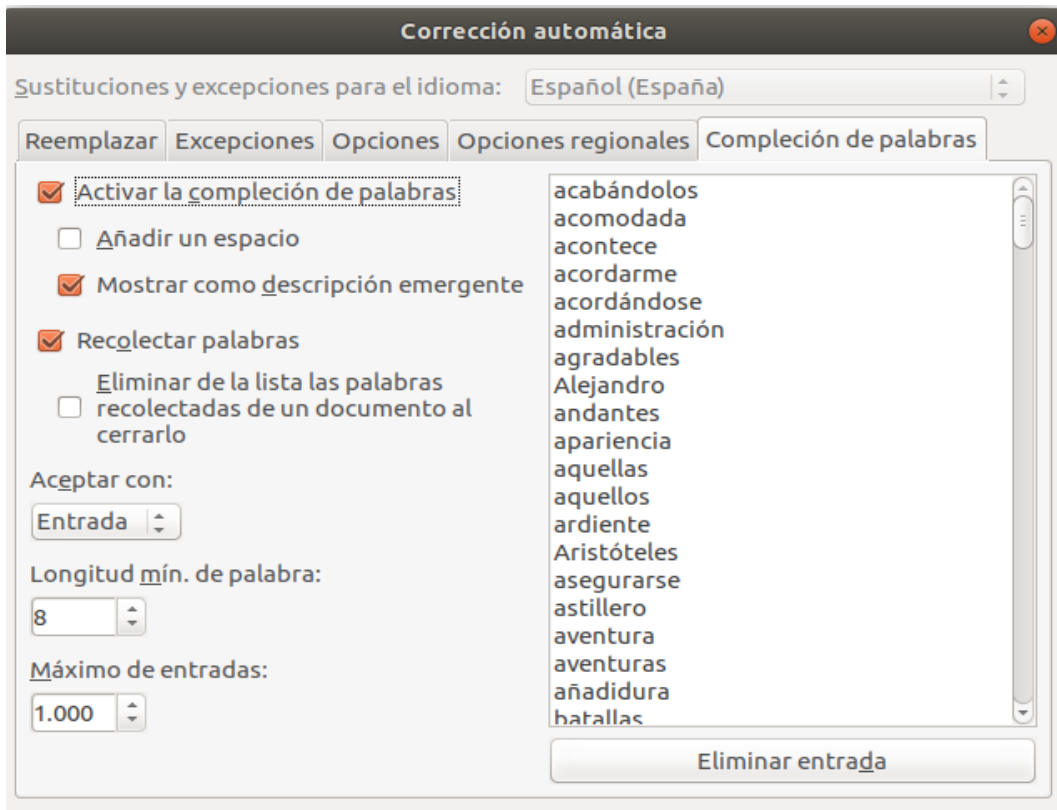 Corrección automática
Sustituciones y excepciones para el idioma: Español (España)
Reemplazar Excepciones Opciones Opciones regionales Compleción de palabras
Activar la compleción de palabras
Añadir un espacio
Mostrar como descripción emergente
Recolectar palabras
Eliminar de la lista las palabras
recolectadas de un documento al
cerrarlo
Aceptar con:
Entrada
Longitud mín. de palabra:
8
Máximo de entradas:
1.000
acabándolos
acomodada
acontece
acordarme
acordándose
administración
agradables
Alejandro
andantes
apariencia
aquellas
aquellos
ardiente
Aristóteles
asegurarse
astillero
aventura
aventuras
añadidura
batallas
Eliminar entrada